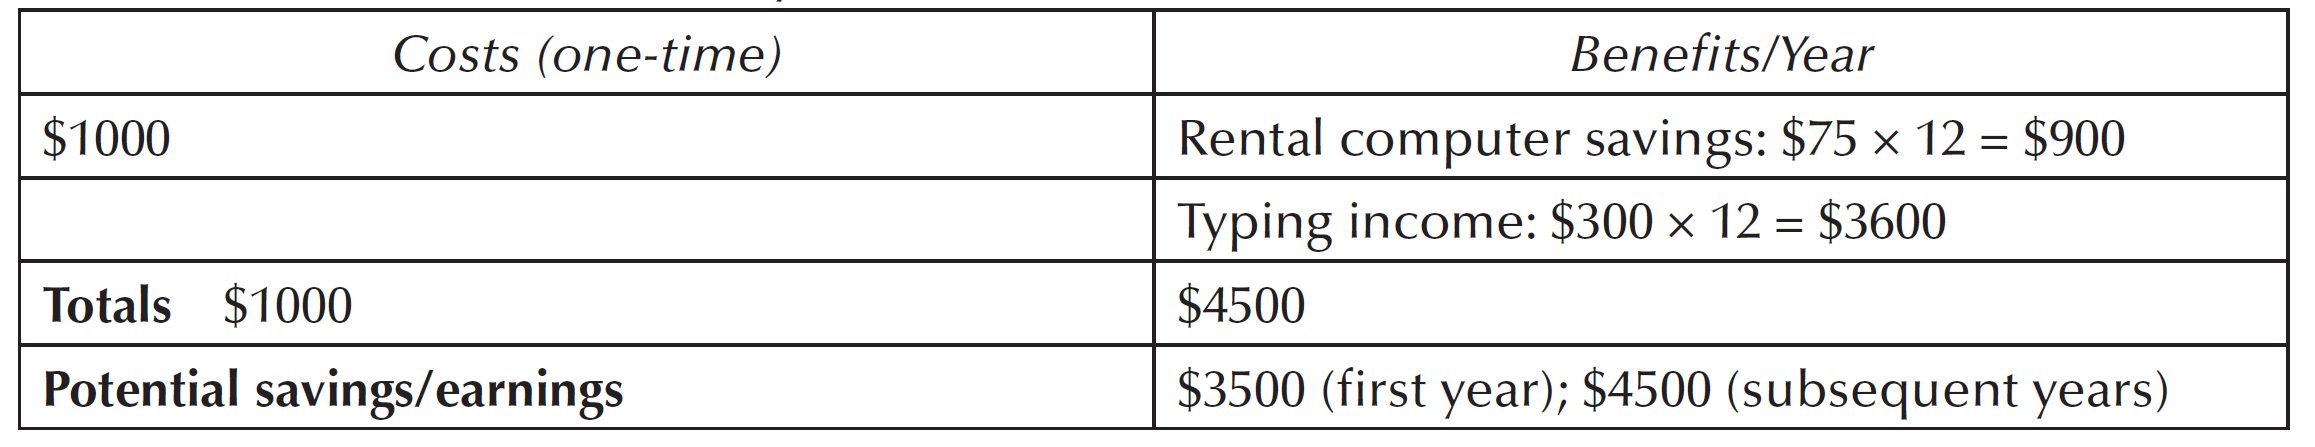 Costs (one-time) Benefits/Year
$1000 Rental computer savings: $75 × 12 = $900
Typing income: $300 × 12 = $3600
Totals $1000 $4500
Potential savings/earnings $3500 (first year); $4500 (subsequent years)